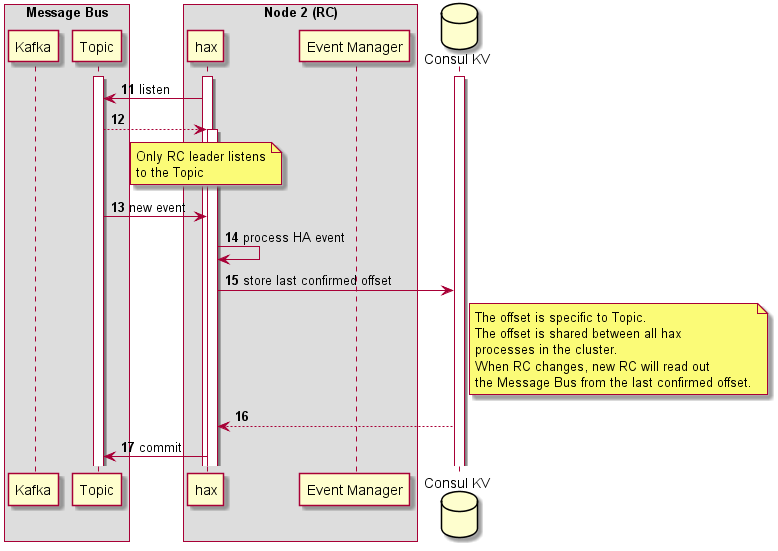 Message Bus
Node 2 (RC)
Kafka
Topic
hax
Event Manager
Consul KV
11 listen
12
Only RC leader listens
to the Topic
13 new event
14 process HA event
15 store last confirmed offset
The offset is specific to Topic.
The offset is shared between all hax
processes in the cluster.
When RC changes, new RC will read out
the Message Bus from the last confirmed offset.
16
17 commit
Kafka
Topic
hax
Event Manager
Consul KV